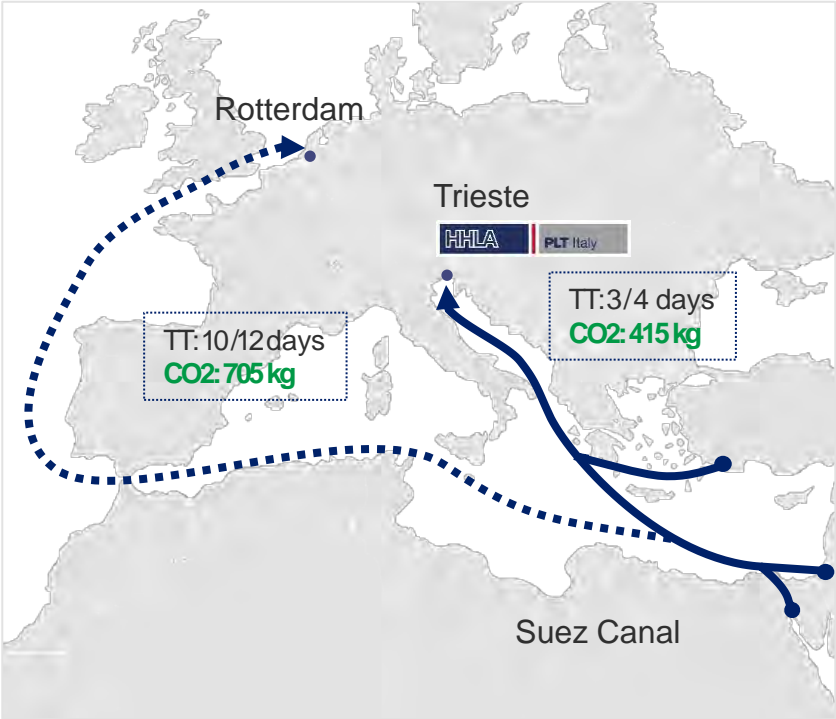 Rotterdam
Trieste
HHLA PLT Italy
TT: 3/4 days
CO2: 415 kg
TT: 10/12 days
CO2: 705 kg
Suez Canal